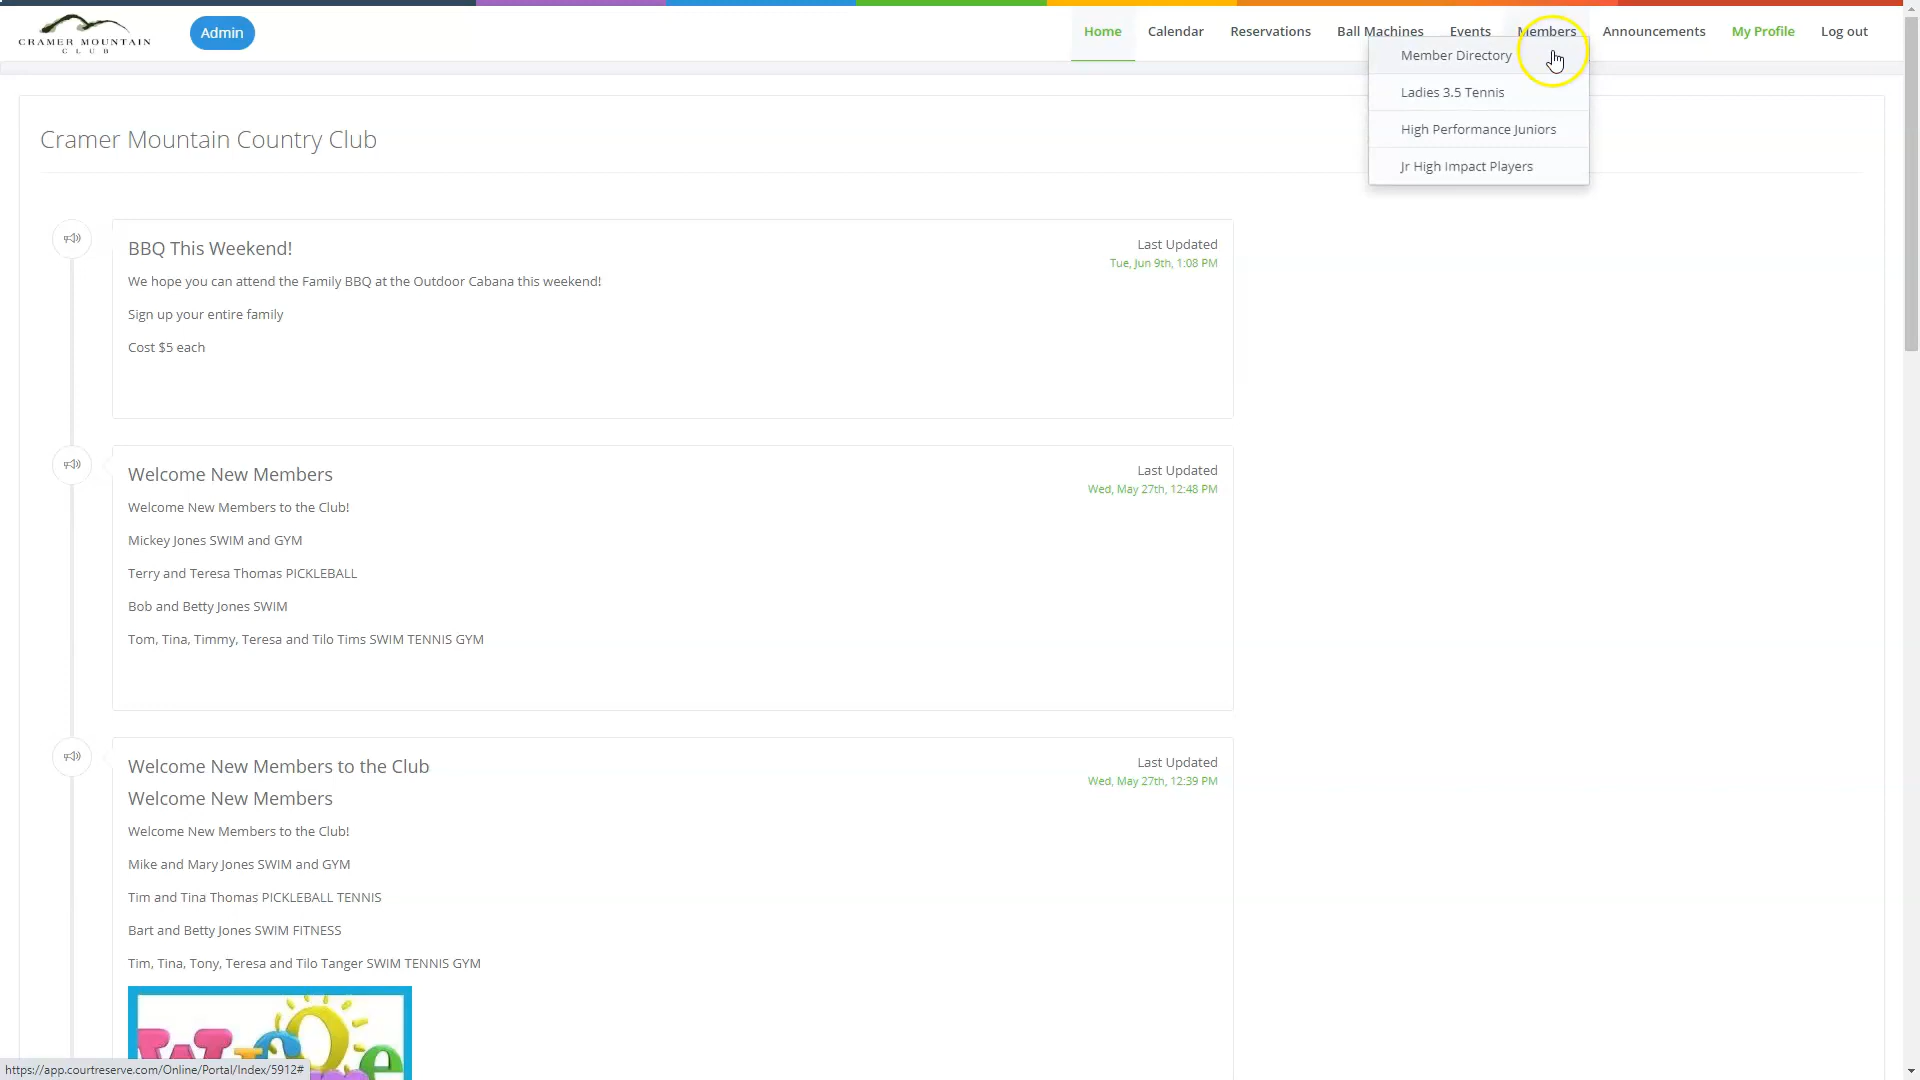 CRAMER MOUNTAIN
CLUB
Admin
Home
Calendar
Reservations
Ball Machines
Events
Members
Announcements
My Profile
Log out
Member Directory
Ladies 3.5 Tennis
High Performance Juniors
Jr High Impact Players
Cramer Mountain Country Club
BBQ This Weekend!
Last Updated
Tue, Jun 9th, 1:08 PM
We hope you can attend the Family BBQ at the Outdoor Cabana this weekend!
Sign up your entire family
Cost $5 each
Welcome New Members
Last Updated
Wed, May 27th, 12:48 PM
Welcome New Members to the Club!
Mickey Jones SWIM and GYM
Terry and Teresa Thomas PICKLEBALL
Bob and Betty Jones SWIM
Tom, Tina, Timmy, Teresa and Tilo Tims SWIM TENNIS GYM
Welcome New Members to the Club
Last Updated
Wed, May 27th, 12:39 PM
Welcome New Members
Welcome New Members to the Club!
Mike and Mary Jones SWIM and GYM
Tim and Tina Thomas PICKLEBALL TENNIS
Bart and Betty Jones SWIM FITNESS
Tim, Tina, Tony, Teresa and Tilo Tanger SWIM TENNIS GYM
https://app.courtreserve.com/Online/Portal/Index/5912#